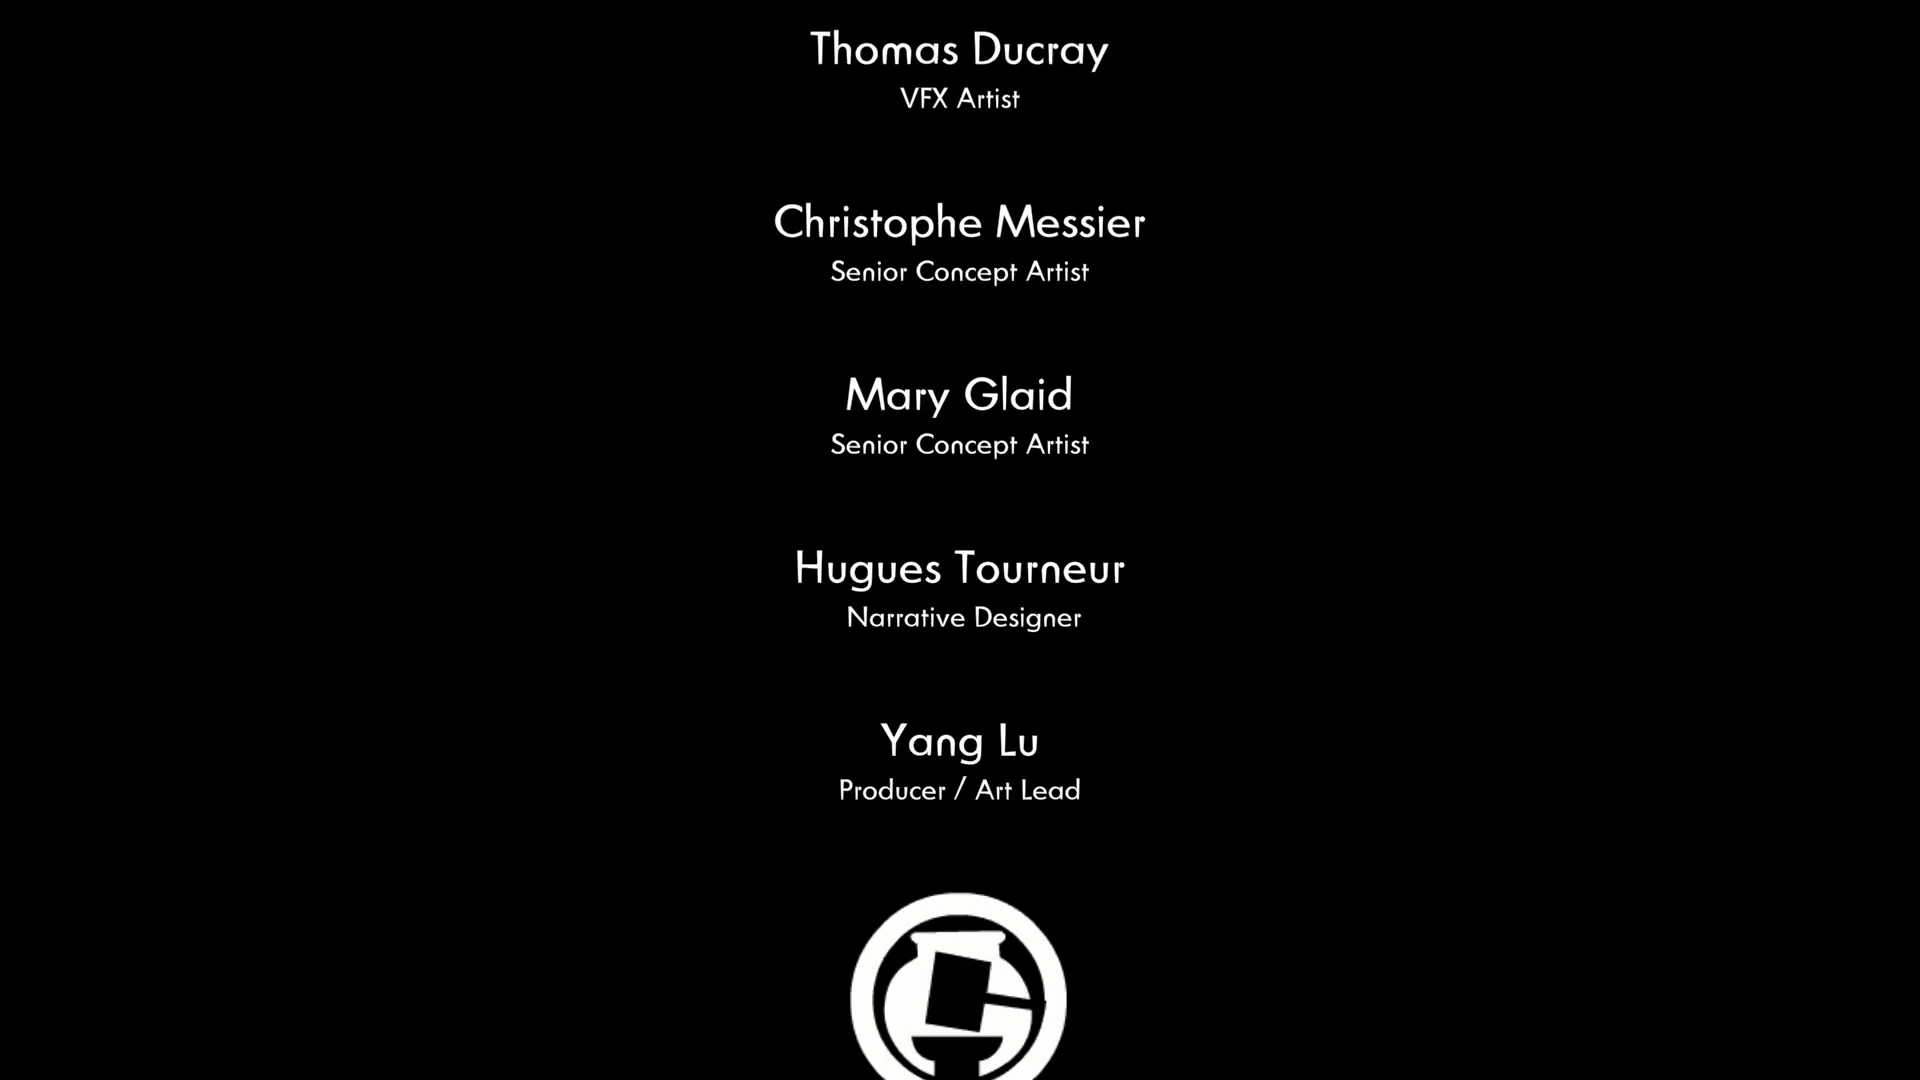 Thomas Ducray
VFX Artist
Christophe Messier
Senior Concept Artist
Mary Glaid
Senior Concept Artist
Hugues Tourneur
Narrative Designer
Yang Lu
Producer / Art Lead